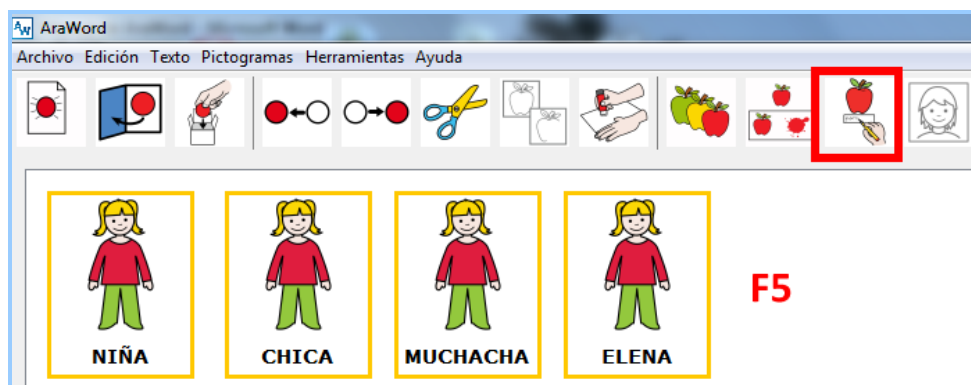 AraWord
Archivo Edición Texto Pictogramas Herramientas Ayuda
NIÑA CHICA MUCHACHA ELENA
F5